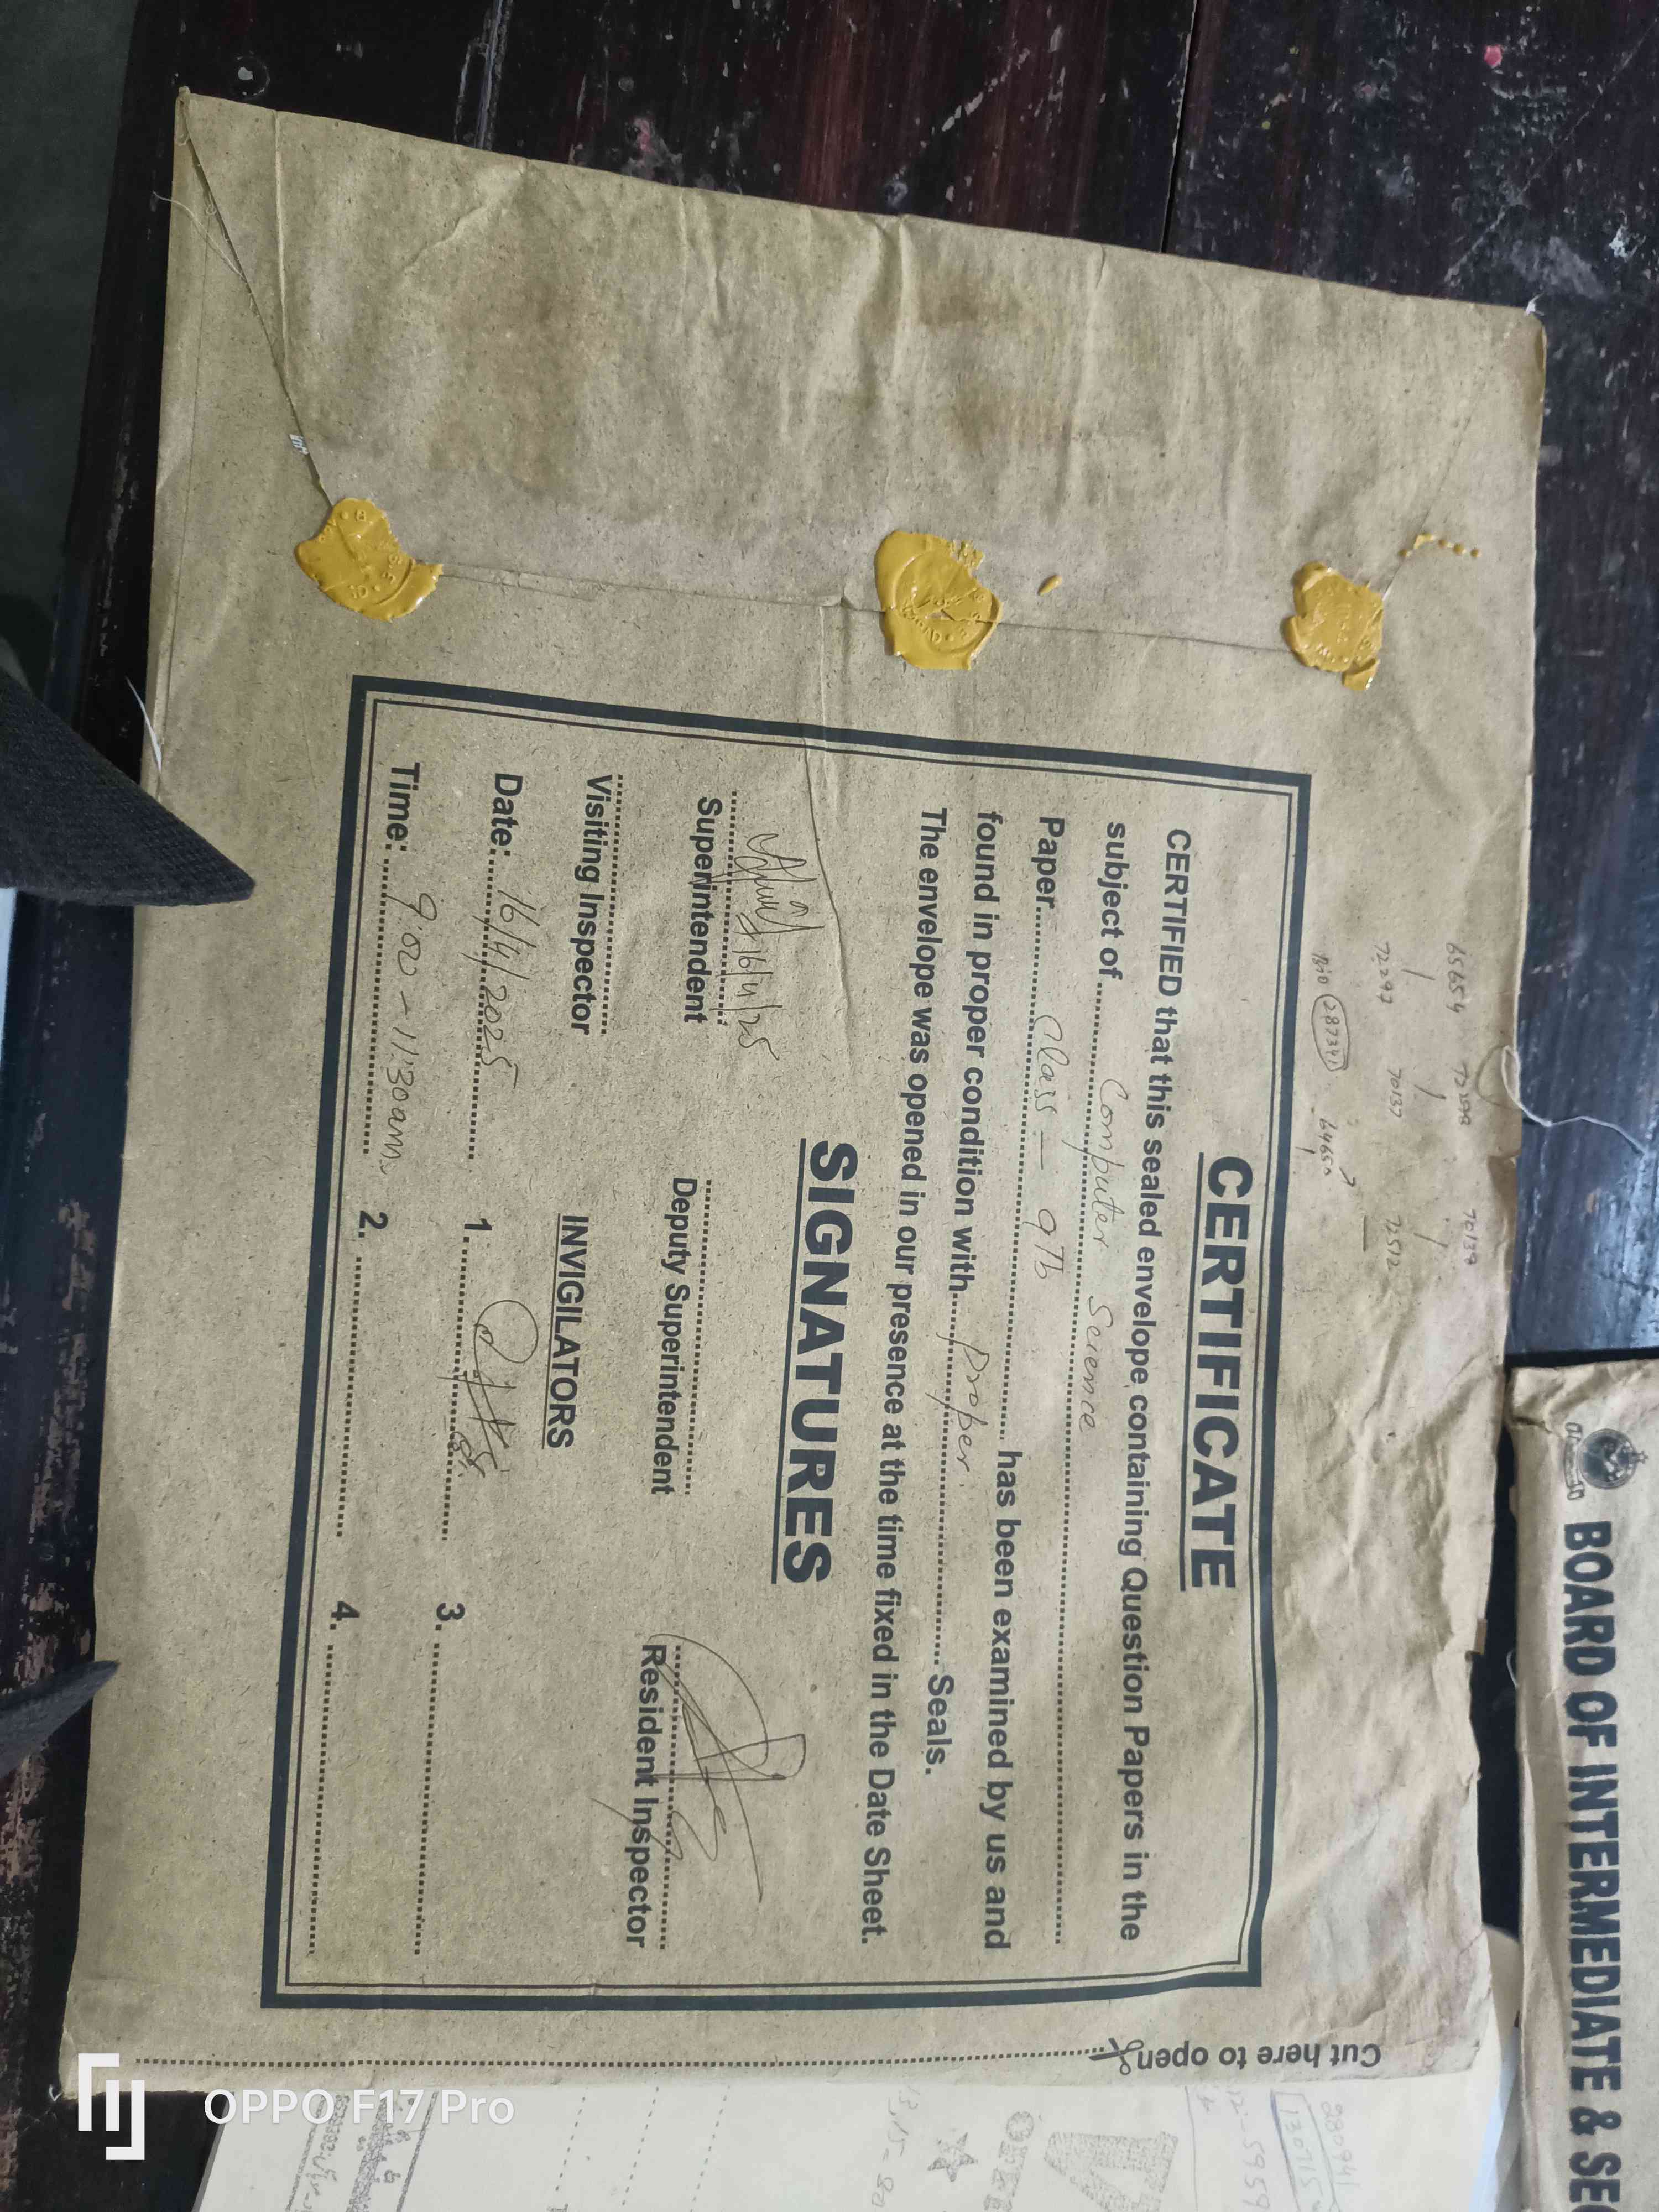 65654 72298 70139
72297 70137 72512
Bio 287341
CERTIFICATE
CERTIFIED that this sealed envelope containing Question Papers in the
subject of Computer Science
Paper Class - 9Th has been examined by us and
found in proper condition with proper. Seals.
The envelope was opened in our presence at the time fixed in the Date Sheet.
SIGNATURES
16/4/25
Superintendent Deputy Superintendent Resident Inspector
Visiting Inspector INVIGILATORS
Date: 16/4/2025 1. 3.
Time: 9:00 - 11:30am 2. 4.
Cut here to open
BOARD OF INTERMEDIATE & SE
OPPO F17 Pro